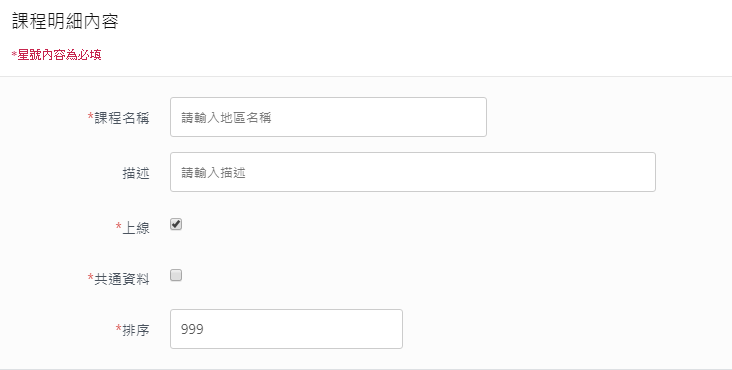 課程明細內容
*星號內容為必填
*課程名稱 請輸入地區名稱
描述 請輸入描述
*上線
*共通資料
*排序 999